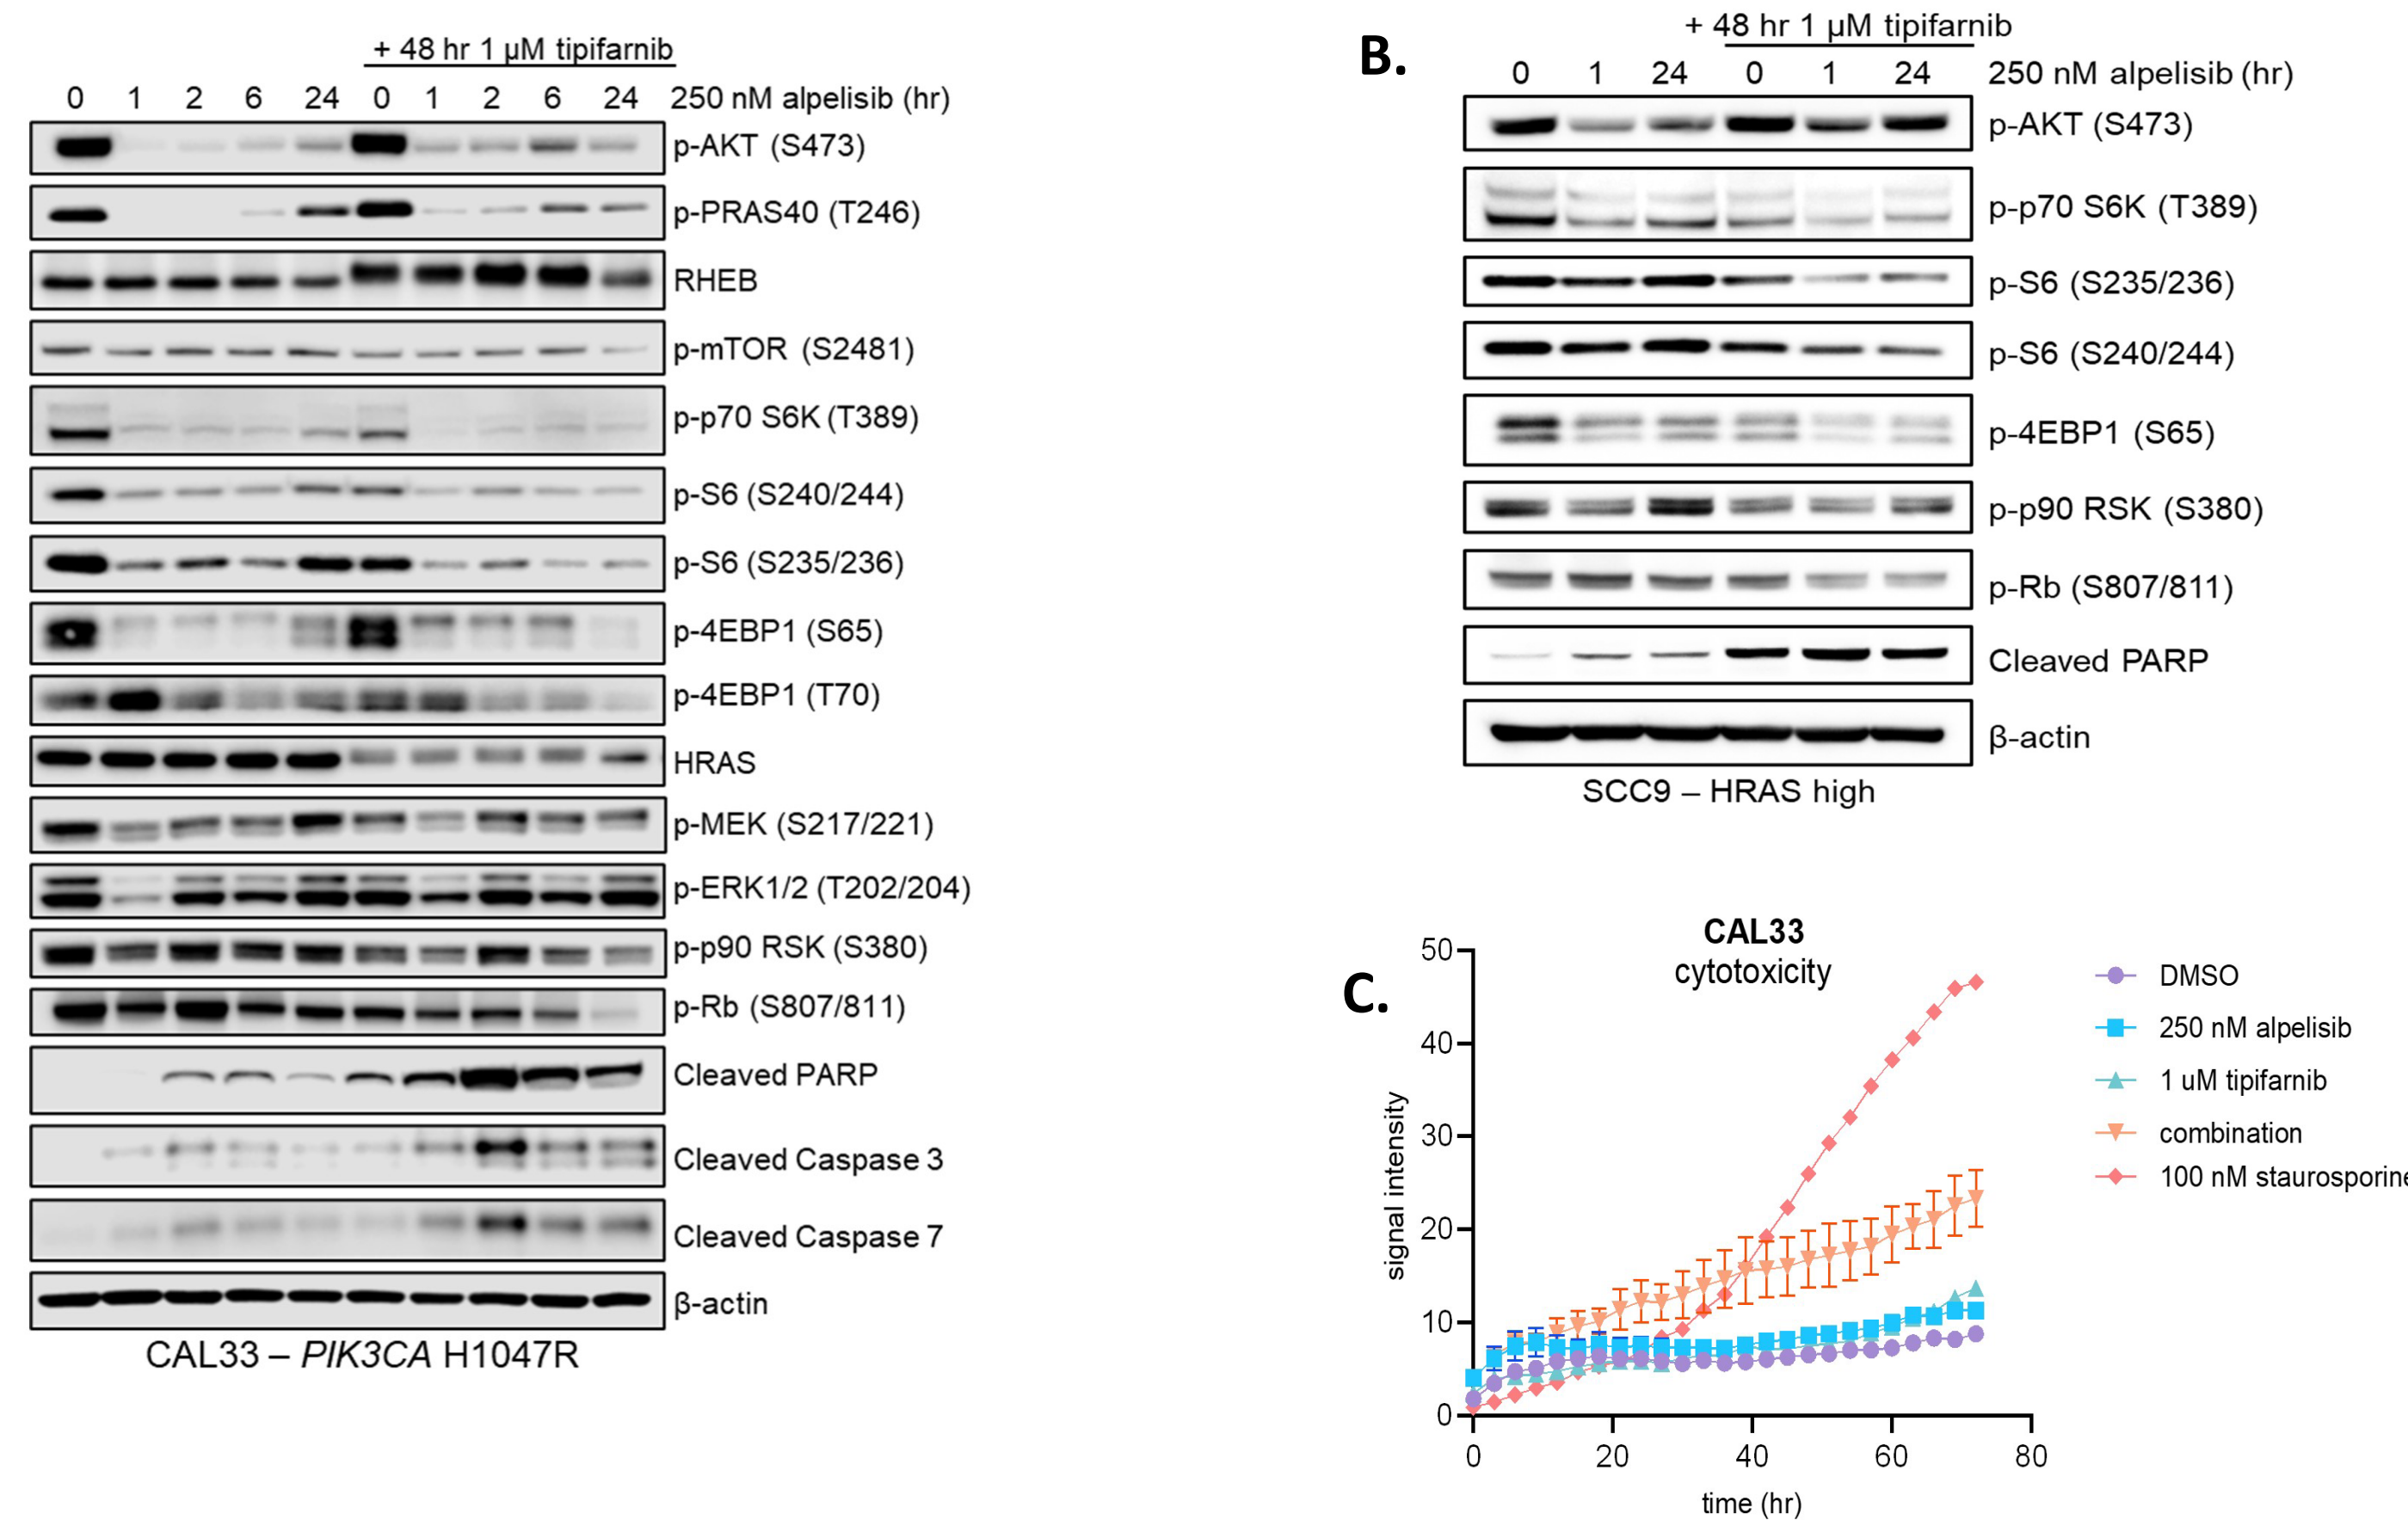 + 48 hr 1 µM tipifarnib
0 1 2 6 24 0 1 2 6 24 250 nM alpelisib (hr)
p-AKT (S473)
p-PRAS40 (T246)
RHEB
p-mTOR (S2481)
p-p70 S6K (T389)
p-S6 (S240/244)
p-S6 (S235/236)
p-4EBP1 (S65)
p-4EBP1 (T70)
HRAS
p-MEK (S217/221)
p-ERK1/2 (T202/204)
p-p90 RSK (S380)
p-Rb (S807/811)
Cleaved PARP
Cleaved Caspase 3
Cleaved Caspase 7
β-actin
CAL33 – PIK3CA H1047R
B.
+ 48 hr 1 µM tipifarnib
0 1 24 0 1 24 250 nM alpelisib (hr)
p-AKT (S473)
p-p70 S6K (T389)
p-S6 (S235/236)
p-S6 (S240/244)
p-4EBP1 (S65)
p-p90 RSK (S380)
p-Rb (S807/811)
Cleaved PARP
β-actin
SCC9 – HRAS high
C.
CAL33
cytotoxicity
signal intensity
50
40
30
20
10
0
0 20 40 60 80
time (hr)
DMSO
250 nM alpelisib
1 uM tipifarnib
combination
100 nM staurosporine